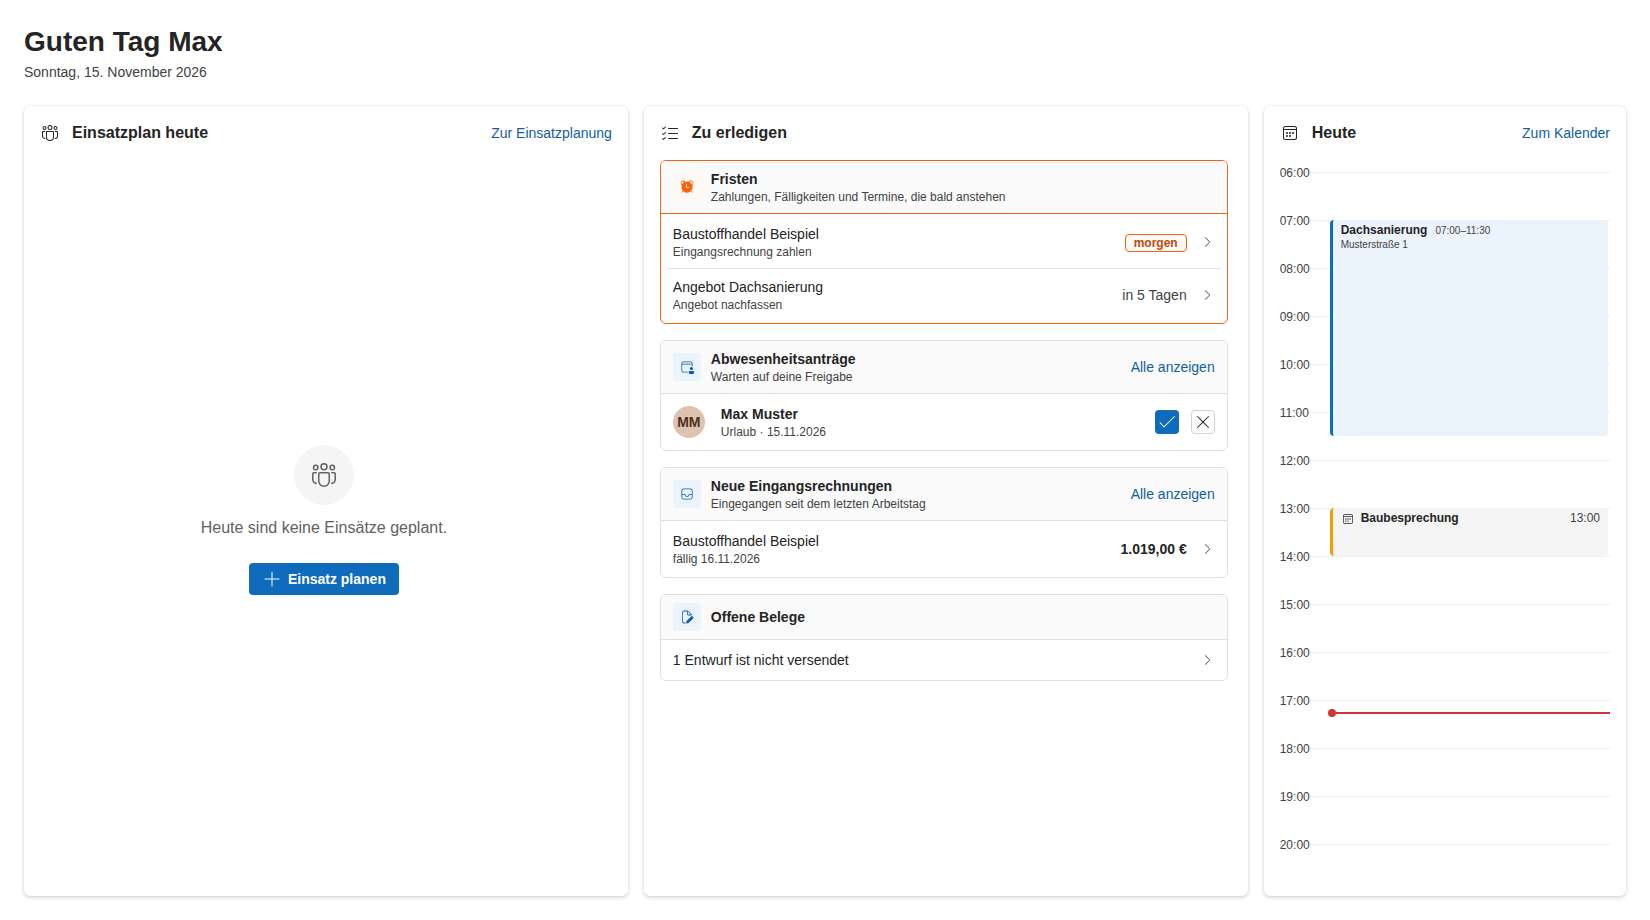 Guten Tag Max
Sonntag, 15. November 2026
Einsatzplan heute
Zur Einsatzplanung
Heute sind keine Einsätze geplant.
Einsatz planen
Zu erledigen
Fristen
Zahlungen, Fälligkeiten und Termine, die bald anstehen
Baustoffhandel Beispiel
Eingangsrechnung zahlen
morgen
Angebot Dachsanierung
Angebot nachfassen
in 5 Tagen
Abwesenheitsanträge
Warten auf deine Freigabe
Alle anzeigen
MM
Max Muster
Urlaub · 15.11.2026
Neue Eingangsrechnungen
Eingegangen seit dem letzten Arbeitstag
Alle anzeigen
Baustoffhandel Beispiel
fällig 16.11.2026
1.019,00 €
Offene Belege
1 Entwurf ist nicht versendet
Heute
Zum Kalender
06:00
07:00
Dachsanierung 07:00–11:30
Musterstraße 1
08:00
09:00
10:00
11:00
12:00
13:00
Baubesprechung 13:00
14:00
15:00
16:00
17:00
18:00
19:00
20:00